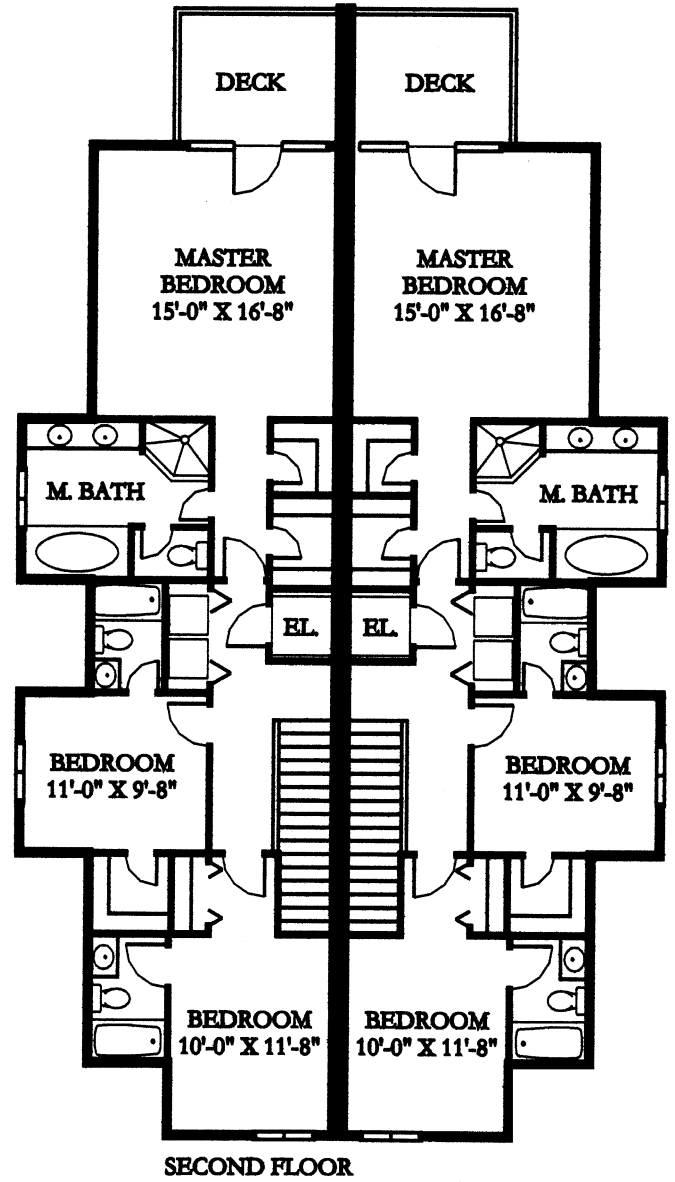 DECK
DECK
MASTER
BEDROOM
15'-0" X 16'-8"
MASTER
BEDROOM
15'-0" X 16'-8"
M. BATH
M. BATH
EL.
EL.
BEDROOM
11'-0" X 9'-8"
BEDROOM
11'-0" X 9'-8"
BEDROOM
10'-0" X 11'-8"
BEDROOM
10'-0" X 11'-8"
SECOND FLOOR